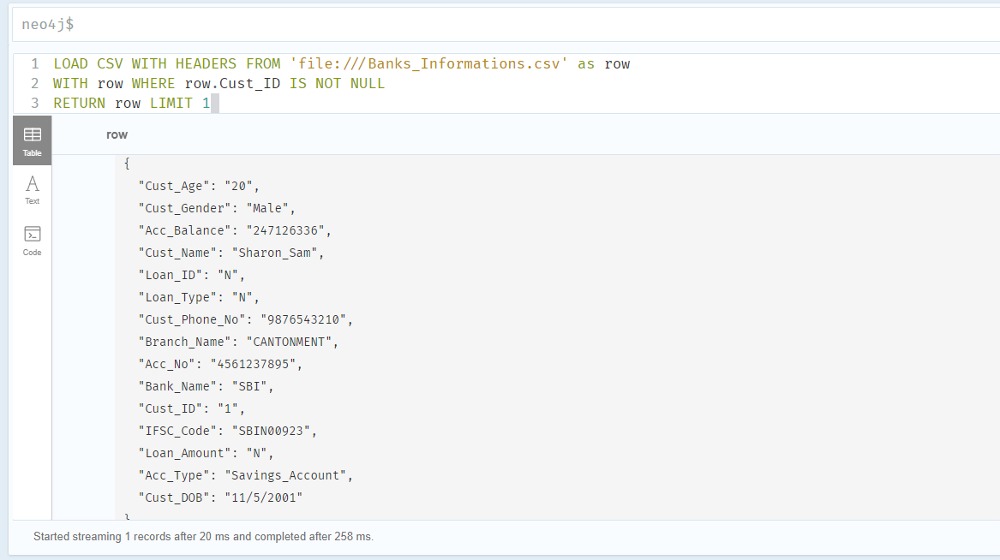 neo4j$
1 LOAD CSV WITH HEADERS FROM 'file:///Banks_Informations.csv' as row
2 WITH row WHERE row.Cust_ID IS NOT NULL
3 RETURN row LIMIT 1
Table
Text
Code
row
{
"Cust_Age": "20",
"Cust_Gender": "Male",
"Acc_Balance": "247126336",
"Cust_Name": "Sharon_Sam",
"Loan_ID": "N",
"Loan_Type": "N",
"Cust_Phone_No": "9876543210",
"Branch_Name": "CANTONMENT",
"Acc_No": "4561237895",
"Bank_Name": "SBI",
"Cust_ID": "1",
"IFSC_Code": "SBIN00923",
"Loan_Amount": "N",
"Acc_Type": "Savings_Account",
"Cust_DOB": "11/5/2001"
}
Started streaming 1 records after 20 ms and completed after 258 ms.